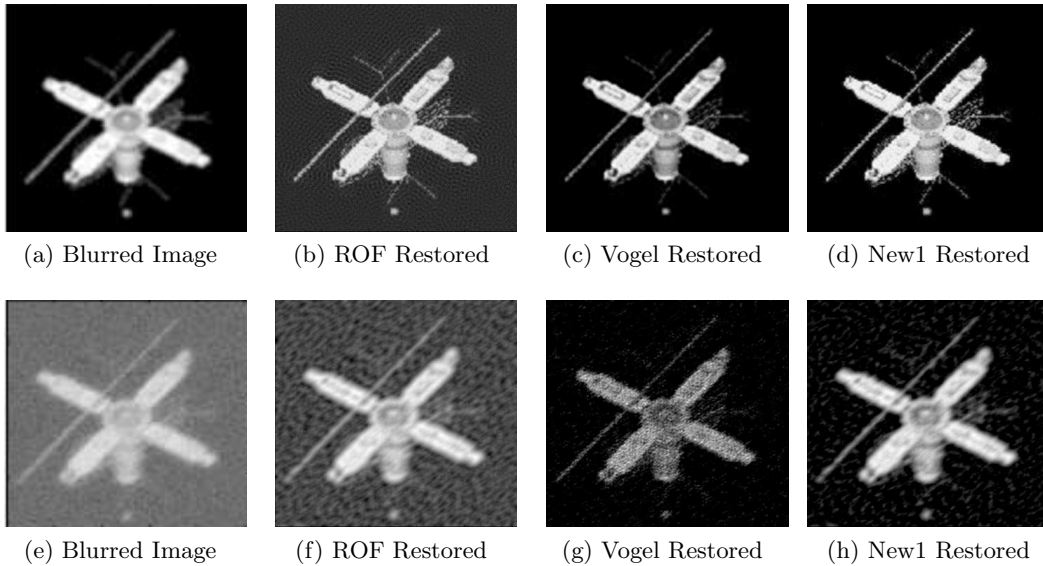 (a) Blurred Image
(b) ROF Restored
(c) Vogel Restored
(d) New1 Restored
(e) Blurred Image
(f) ROF Restored
(g) Vogel Restored
(h) New1 Restored